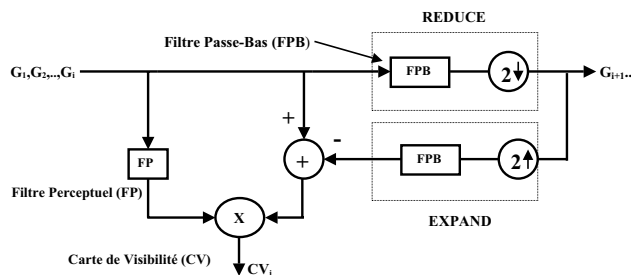 REDUCE
Filtre Passe-Bas (FPB)
G1,G2,..,Gi
FPB
2
Gi+1..
+
-
+
FP
FPB
2
Filtre Perceptuel (FP)
X
EXPAND
Carte de Visibilité (CV)
CVi